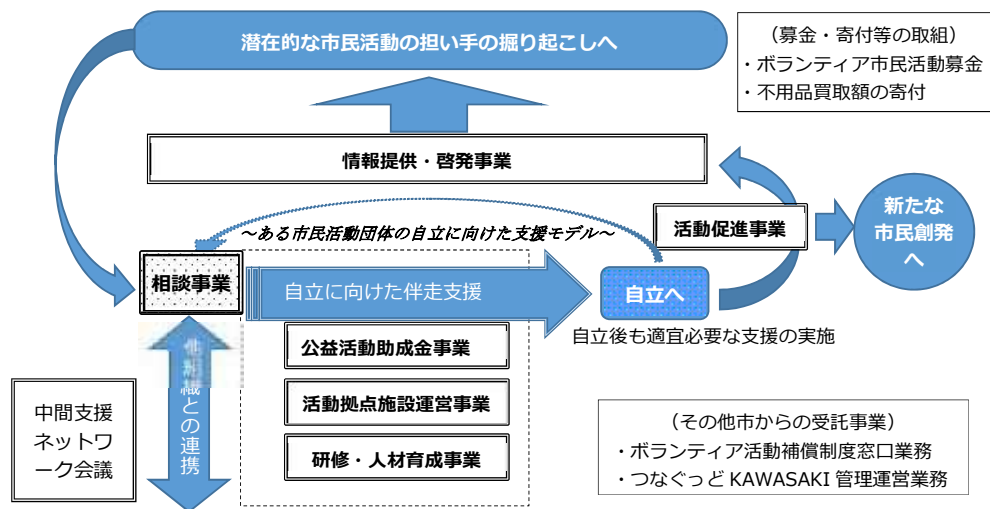 潜在的な市民活動の担い手の掘り起こしへ
（募金・寄付等の取組）
・ボランティア市民活動募金
・不用品買取額の寄付
情報提供・啓発事業
新たな
市民創発
へ
活動促進事業
～ある市民活動団体の自立に向けた支援モデル～
相談事業
自立に向けた伴走支援
自立へ
自立後も適宜必要な支援の実施
公益活動助成金事業
活動拠点施設運営事業
研修・人材育成事業
織との連携
中間支援
ネットワ
ーク会議
（その他市からの受託事業）
・ボランティア活動補償制度窓口業務
・つなぐっど KAWASAKI 管理運営業務